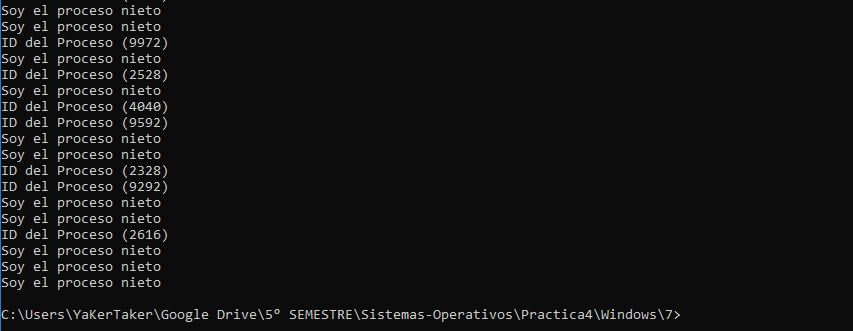 Soy el proceso nieto
Soy el proceso nieto
ID del Proceso (9972)
Soy el proceso nieto
ID del Proceso (2528)
Soy el proceso nieto
ID del Proceso (4040)
ID del Proceso (9592)
Soy el proceso nieto
Soy el proceso nieto
ID del Proceso (2328)
ID del Proceso (9292)
Soy el proceso nieto
Soy el proceso nieto
ID del Proceso (2616)
Soy el proceso nieto
Soy el proceso nieto
Soy el proceso nieto
C:\Users\YaKerTaker\Google Drive\5º SEMESTRE\Sistemas-Operativos\Practica4\Windows\7>